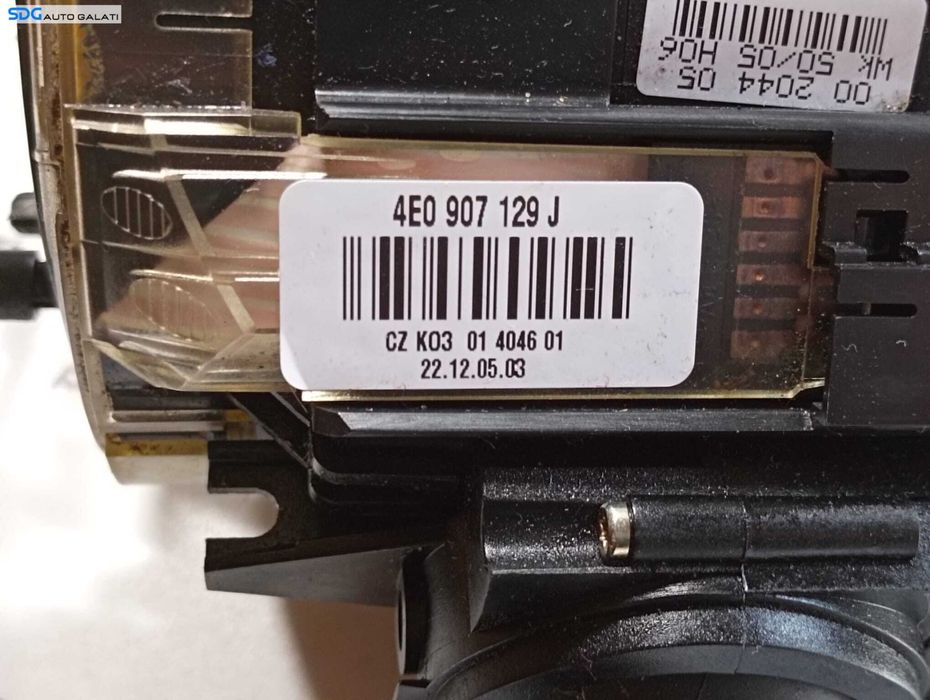 SDG AUTO GALATI
00 2044 05
WK 50/05 H06
4E0 907 129 J
CZ K03 01 4046 01
22.12.05.03